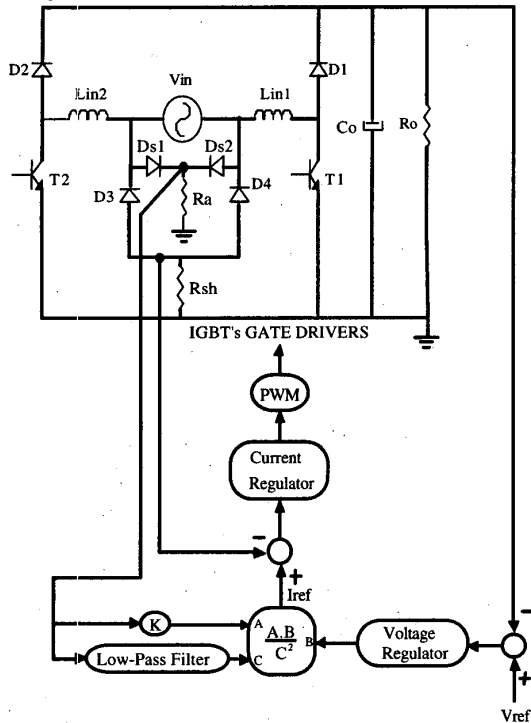 D2
Lin2
Vin
Lin1
D1
Ds1
Ds2
Co
Ro
T2
D3
Ra
D4
T1
Rsh
IGBT's GATE DRIVERS
PWM
Current
Regulator
-
+
Iref
K
A
A.B
C²
B
C
Low-Pass Filter
Voltage
Regulator
-
+
Vref